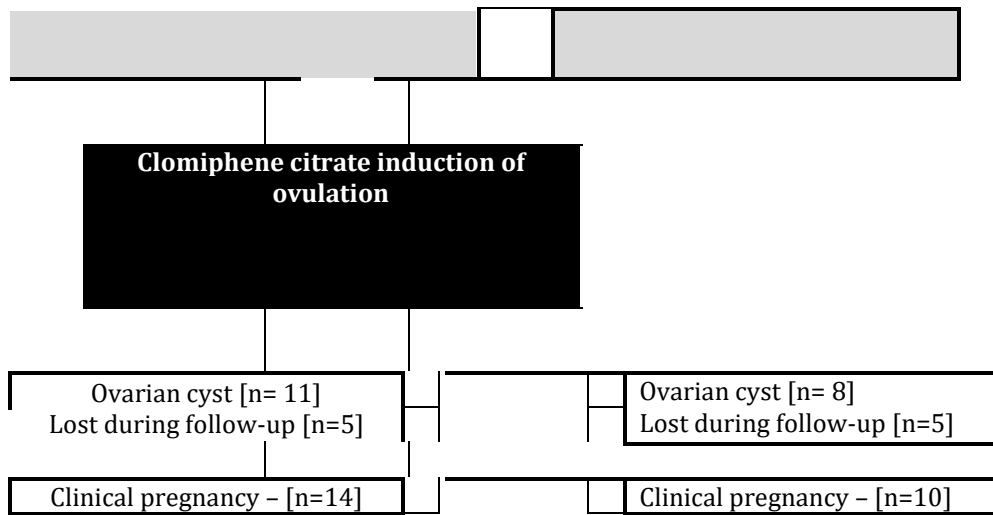 Clomiphene citrate induction of
ovulation
Ovarian cyst [n= 11]
Lost during follow-up [n=5]
Ovarian cyst [n= 8]
Lost during follow-up [n=5]
Clinical pregnancy – [n=14]
Clinical pregnancy – [n=10]